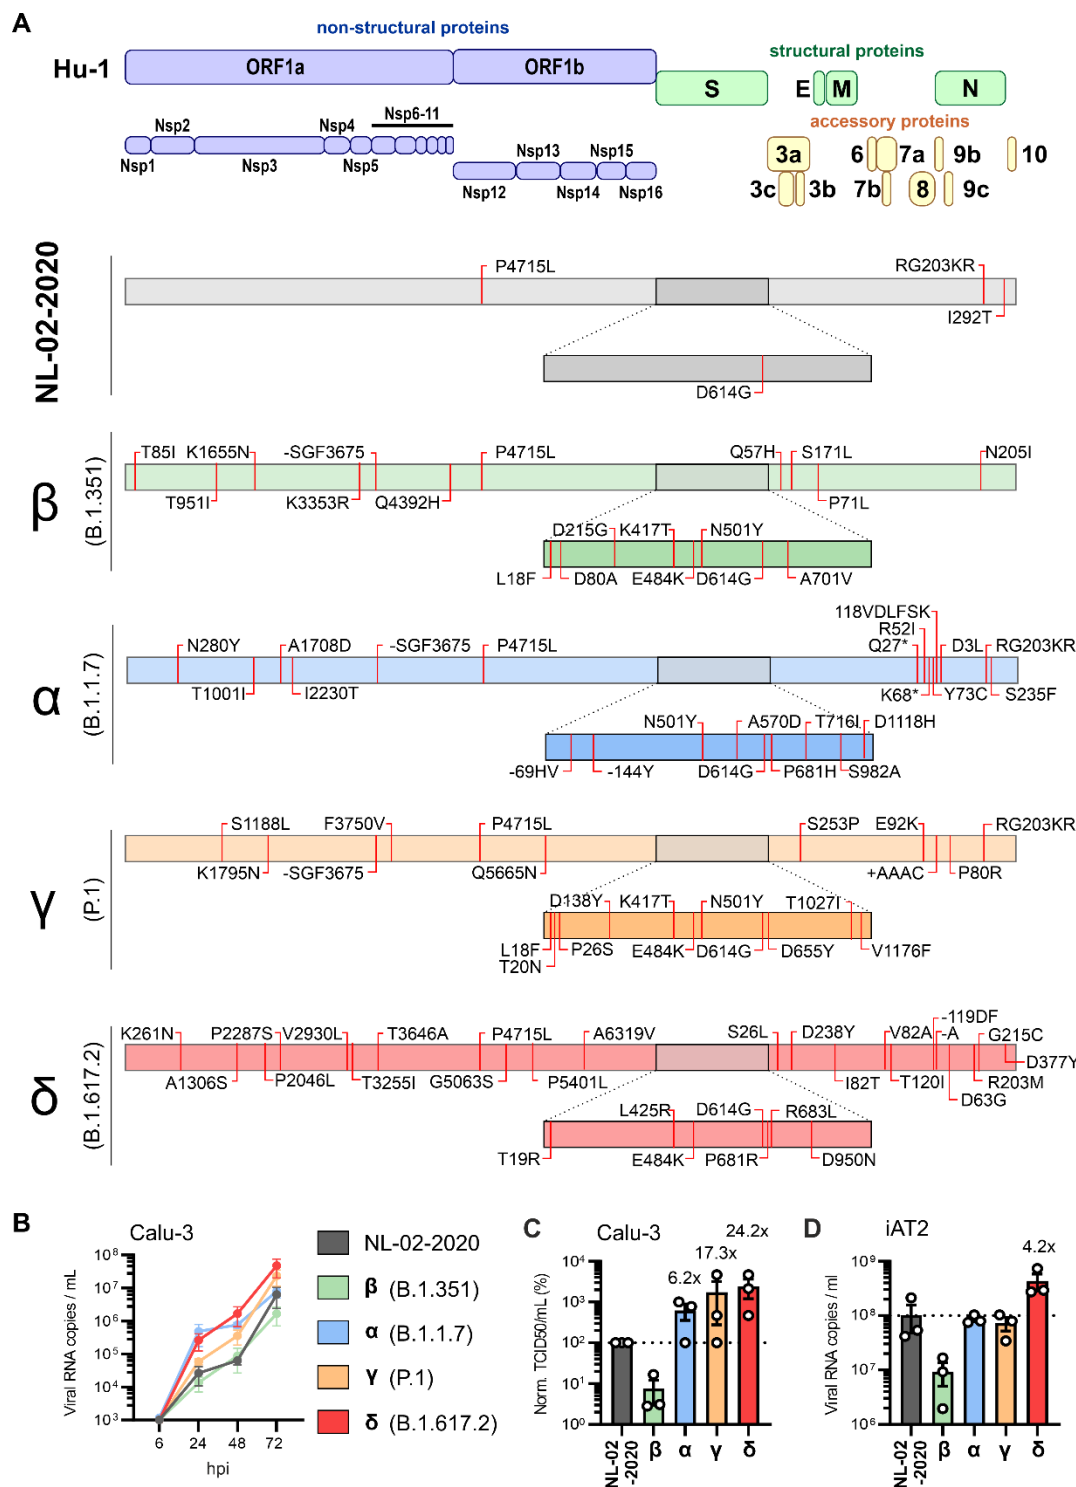 A
non-structural proteins
Hu-1
ORF1a
ORF1b
structural proteins
S
E
M
N
Nsp2
Nsp4
Nsp6-11
Nsp1
Nsp3
Nsp5
Nsp13
Nsp15
Nsp12
Nsp14
Nsp16
accessory proteins
3a
6
7a
9b
10
3c
3b
7b
8
9c
NL-02-2020
P4715L
RG203KR
I292T
D614G
β
(B.1.351)
T85I
K1655N
-SGF3675
P4715L
Q57H
S171L
N205I
T951I
K3353R
Q4392H
P71L
D215G
K417T
N501Y
L18F
D80A
E484K
D614G
A701V
α
(B.1.1.7)
118VDLFSK
R52I
N280Y
A1708D
-SGF3675
P4715L
Q27*
D3L
RG203KR
T1001I
I2230T
K68*
Y73C
S235F
N501Y
A570D
T716I
D1118H
-69HV
-144Y
D614G
P681H
S982A
γ
(P.1)
S1188L
F3750V
P4715L
S253P
E92K
RG203KR
K1795N
-SGF3675
Q5665N
+AAAC
P80R
D138Y
K417T
N501Y
T1027I
L18F
P26S
E484K
D614G
D655Y
V1176F
T20N
δ
(B.1.617.2)
-119DF
K261N
P2287S
V2930L
T3646A
P4715L
A6319V
S26L
D238Y
V82A
-A
G215C
D377Y
A1306S
P2046L
T3255I
G5063S
P5401L
I82T
T120I
R203M
D63G
L425R
D614G
R683L
T19R
E484K
P681R
D950N
B
Calu-3
Viral RNA copies / mL
10⁸
10⁷
10⁶
10⁵
10⁴
10³
6
24
48
72
hpi
NL-02-2020
β (B.1.351)
α (B.1.1.7)
γ (P.1)
δ (B.1.617.2)
C
Calu-3
24.2x
17.3x
6.2x
Norm. TCID50/mL (%)
10⁴
10³
10²
10¹
10⁰
NL-02
-2020
β
α
γ
δ
D
iAT2
4.2x
Viral RNA copies / ml
10⁹
10⁸
10⁷
10⁶
NL-02
-2020
β
α
γ
δ